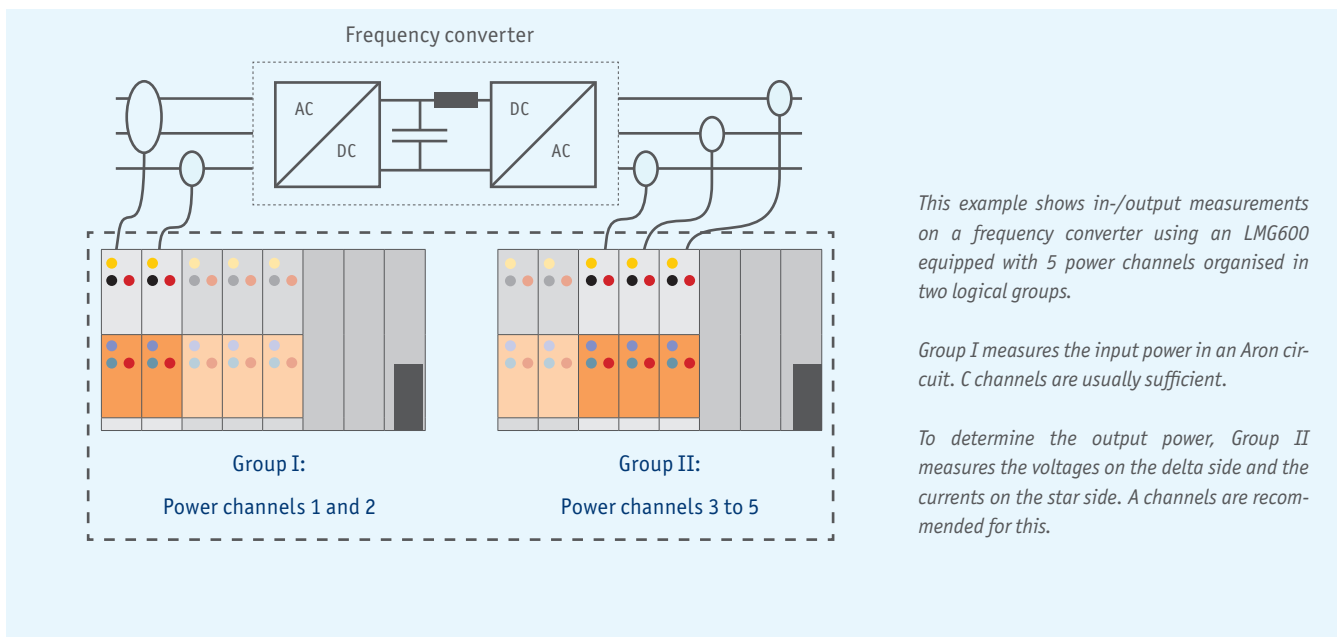 Frequency converter
AC
DC
DC
AC
Group I:
Power channels 1 and 2
Group II:
Power channels 3 to 5
This example shows in-/output measurements
on a frequency converter using an LMG600
equipped with 5 power channels organised in
two logical groups.
Group I measures the input power in an Aron cir-
cuit. C channels are usually sufficient.
To determine the output power, Group II
measures the voltages on the delta side and the
currents on the star side. A channels are recom-
mended for this.